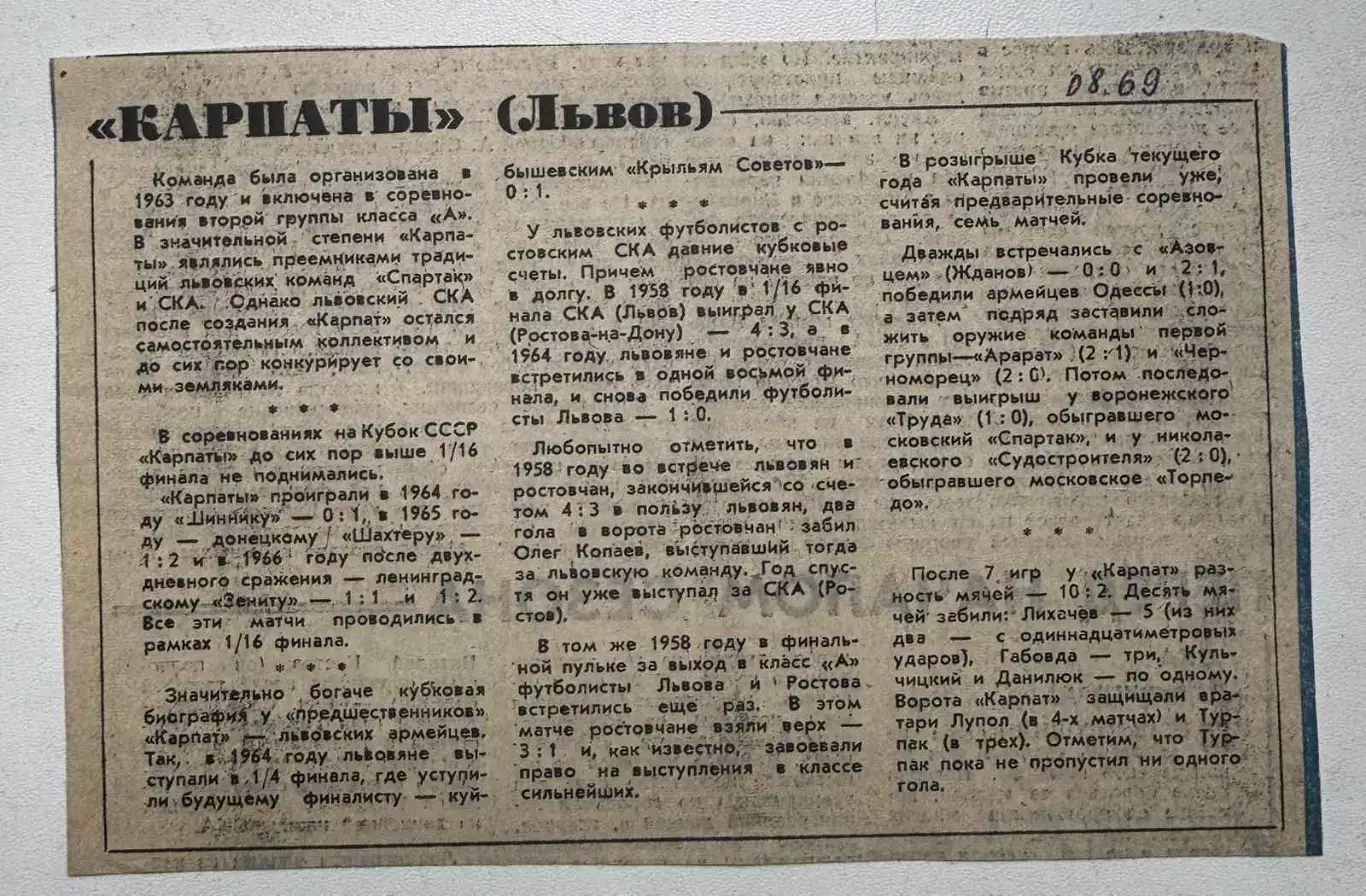 08.69
«КАРПАТЫ» (Львов)
Команда была организована в
1963 году и включена в соревно-
вания второй группы класса «А».
В значительной степени «Карпа-
ты» являлись преемниками тради-
ций львовских команд «Спартак»
и СКА. Однако львовский СКА
после создания «Карпат» остался
самостоятельным коллективом и
до сих пор конкурирует со свои-
ми земляками.
* * *
В соревнованиях на Кубок СССР
«Карпаты» до сих пор выше 1/16
финала не поднимались.
«Карпаты» проиграли в 1964 го-
ду «Шиннику» — 0:1, в 1965 го-
ду — донецкому «Шахтеру» —
1:2 и в 1966 году после двух-
дневного сражения — ленинград-
скому «Зениту» — 1:1 и 1:2.
Все эти матчи проводились в
рамках 1/16 финала.
* * *
Значительно богаче кубковая
биография у «предшественников»
«Карпат» — львовских армейцев.
Так, в 1964 году львовяне вы-
ступали в 1/4 финала, где уступи-
ли будущему финалисту — куй-
бышевским «Крыльям Советов»—
0:1.
* * *
У львовских футболистов с ро-
стовским СКА давние кубковые
счеты. Причем ростовчане явно
в долгу. В 1958 году в 1/16 фи-
нала СКА (Львов) выиграл у СКА
(Ростова-на-Дону) — 4:3, а в
1964 году львовяне и ростовчане
встретились в одной восьмой фи-
нала, и снова победили футболи-
сты Львова — 1:0.
Любопытно отметить, что в
1958 году во встрече львовян и
ростовчан, закончившейся со сче-
том 4:3 в пользу львовян, два
гола в ворота ростовчан забил
Олег Копаев, выступавший тогда
за львовскую команду. Год спус-
тя он уже выступал за СКА (Ро-
стов).
В том же 1958 году в финаль-
ной пульке за выход в класс «А»
футболисты Львова и Ростова
встретились еще раз. В этом
матче ростовчане взяли верх —
3:1 и, как известно, завоевали
право на выступления в классе
сильнейших.
В розыгрыше Кубка текущего
года «Карпаты» провели уже,
считая предварительные соревно-
вания, семь матчей.
Дважды встречались с «Азов-
цем» (Жданов) — 0:0 и 2:1,
победили армейцев Одессы (1:0),
а затем подряд заставили сло-
жить оружие команды первой
группы—«Арарат» (2:1) и «Чер-
номорец» (2:0). Потом последо-
вали выигрыш у воронежского
«Труда» (1:0), обыгравшего мо-
сковский «Спартак», и у никола-
евского «Судостроителя» (2:0),
обыгравшего московское «Торпе-
до».
* * *
После 7 игр у «Карпат» раз-
ность мячей — 10:2. Десять мя-
чей забили: Лихачев — 5 (из них
два — с одиннадцатиметровых
ударов), Габовда — три, Куль-
чицкий и Данилюк — по одному.
Ворота «Карпат» защищали вра-
тари Лупол (в 4-х матчах) и Тур-
пак (в трех). Отметим, что Тур-
пак пока не пропустил ни одного
гола.